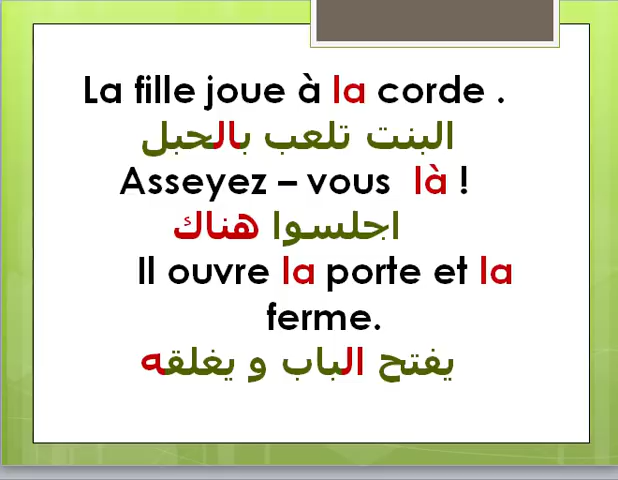 La fille joue à la corde .
البنت تلعب بالحبل
Asseyez – vous là !
اجلسوا هناك
Il ouvre la porte et la
ferme.
يفتح الباب و يغلقه